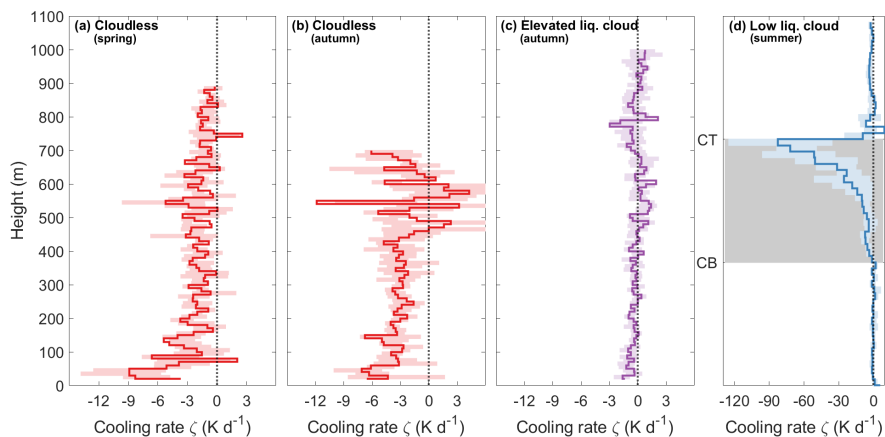 (a) Cloudless
(spring)
(b) Cloudless
(autumn)
(c) Elevated liq. cloud
(autumn)
(d) Low liq. cloud
(summer)
Height (m)
1100
1000
900
800
700
600
500
400
300
200
100
0
CT
CB
-12 -9 -6 -3 0 3
-12 -9 -6 -3 0 3
-12 -9 -6 -3 0 3
-120 -90 -60 -30 0
Cooling rate ζ (K d⁻¹)
Cooling rate ζ (K d⁻¹)
Cooling rate ζ (K d⁻¹)
Cooling rate ζ (K d⁻¹)